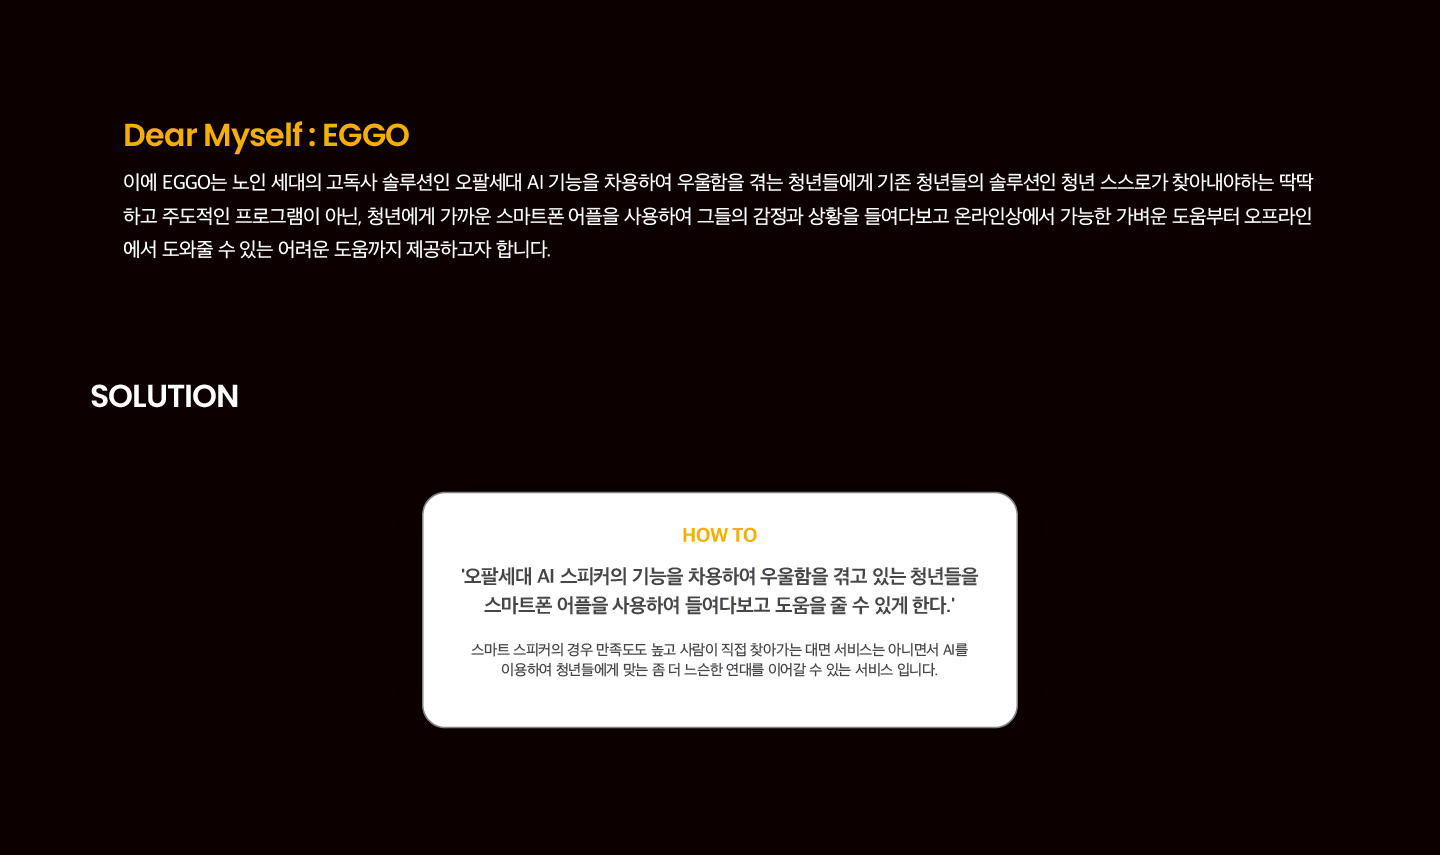 Dear Myself : EGGO
이에 EGGO는 노인 세대의 고독사 솔루션인 오팔세대 AI 기능을 차용하여 우울함을 겪는 청년들에게 기존 청년들의 솔루션인 청년 스스로가 찾아내야하는 딱딱
하고 주도적인 프로그램이 아닌, 청년에게 가까운 스마트폰 어플을 사용하여 그들의 감정과 상황을 들여다보고 온라인상에서 가능한 가벼운 도움부터 오프라인
에서 도와줄 수 있는 어려운 도움까지 제공하고자 합니다.
SOLUTION
HOW TO
'오팔세대 AI 스피커의 기능을 차용하여 우울함을 겪고 있는 청년들을
스마트폰 어플을 사용하여 들여다보고 도움을 줄 수 있게 한다.'
스마트 스피커의 경우 만족도도 높고 사람이 직접 찾아가는 대면 서비스는 아니면서 AI를
이용하여 청년들에게 맞는 좀 더 느슨한 연대를 이어갈 수 있는 서비스 입니다.